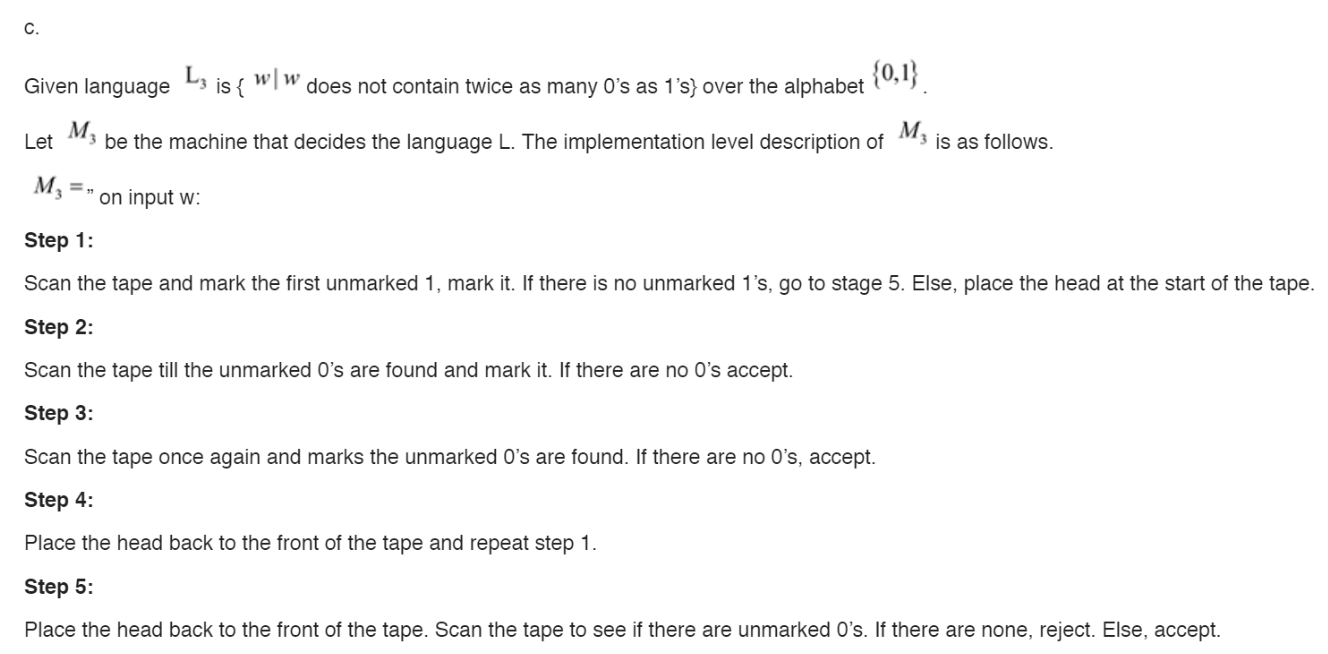 c.
Given language L₃ is { w| w does not contain twice as many 0's as 1's} over the alphabet {0,1} .
Let M₃ be the machine that decides the language L. The implementation level description of M₃ is as follows.
M₃ =" on input w:
Step 1:
Scan the tape and mark the first unmarked 1, mark it. If there is no unmarked 1's, go to stage 5. Else, place the head at the start of the tape.
Step 2:
Scan the tape till the unmarked 0's are found and mark it. If there are no 0's accept.
Step 3:
Scan the tape once again and marks the unmarked 0's are found. If there are no 0's, accept.
Step 4:
Place the head back to the front of the tape and repeat step 1.
Step 5:
Place the head back to the front of the tape. Scan the tape to see if there are unmarked 0's. If there are none, reject. Else, accept.